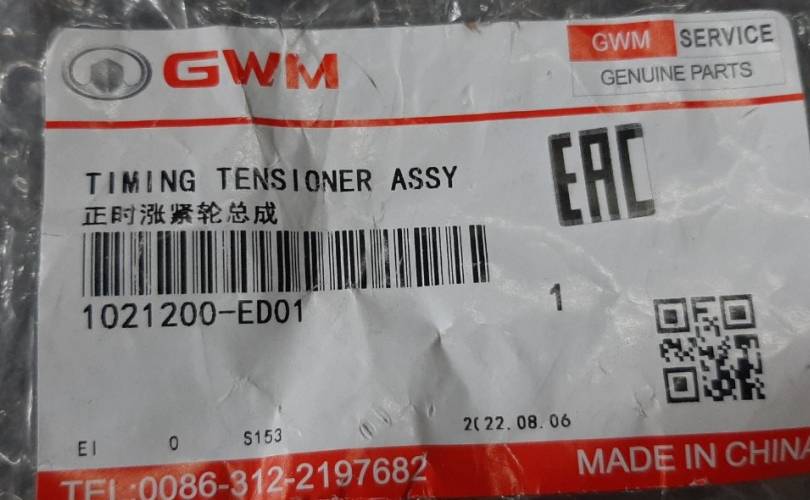 GWM
GWM SERVICE
GENUINE PARTS
TIMING TENSIONER ASSY
正时涨紧轮总成
EAC
1021200-ED01
1
EI 0 S153
2022.08.06
TEL:0086-312-2197682
MADE IN CHINA